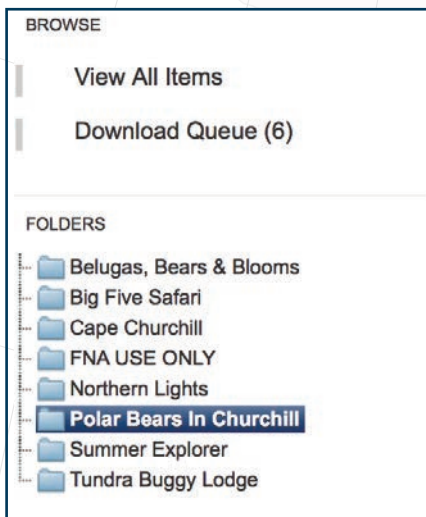 BROWSE
View All Items
Download Queue (6)
FOLDERS
Belugas, Bears & Blooms
Big Five Safari
Cape Churchill
FNA USE ONLY
Northern Lights
Polar Bears In Churchill
Summer Explorer
Tundra Buggy Lodge